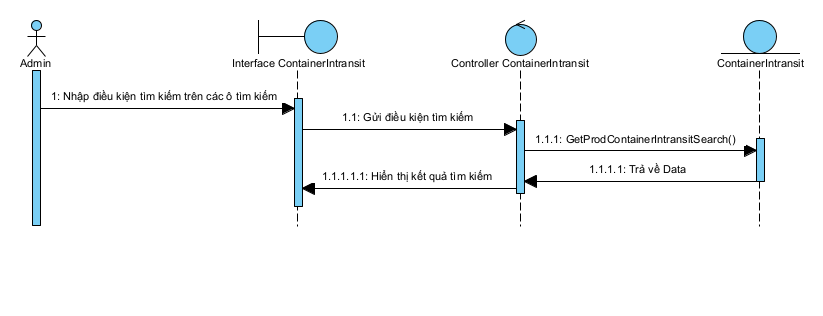 Admin
Interface ContainerIntransit
Controller ContainerIntransit
ContainerIntransit
1: Nhập điều kiện tìm kiếm trên các ô tìm kiếm
1.1: Gửi điều kiện tìm kiếm
1.1.1: GetProdContainerIntransitSearch()
1.1.1.1: Trả về Data
1.1.1.1.1: Hiển thị kết quả tìm kiếm